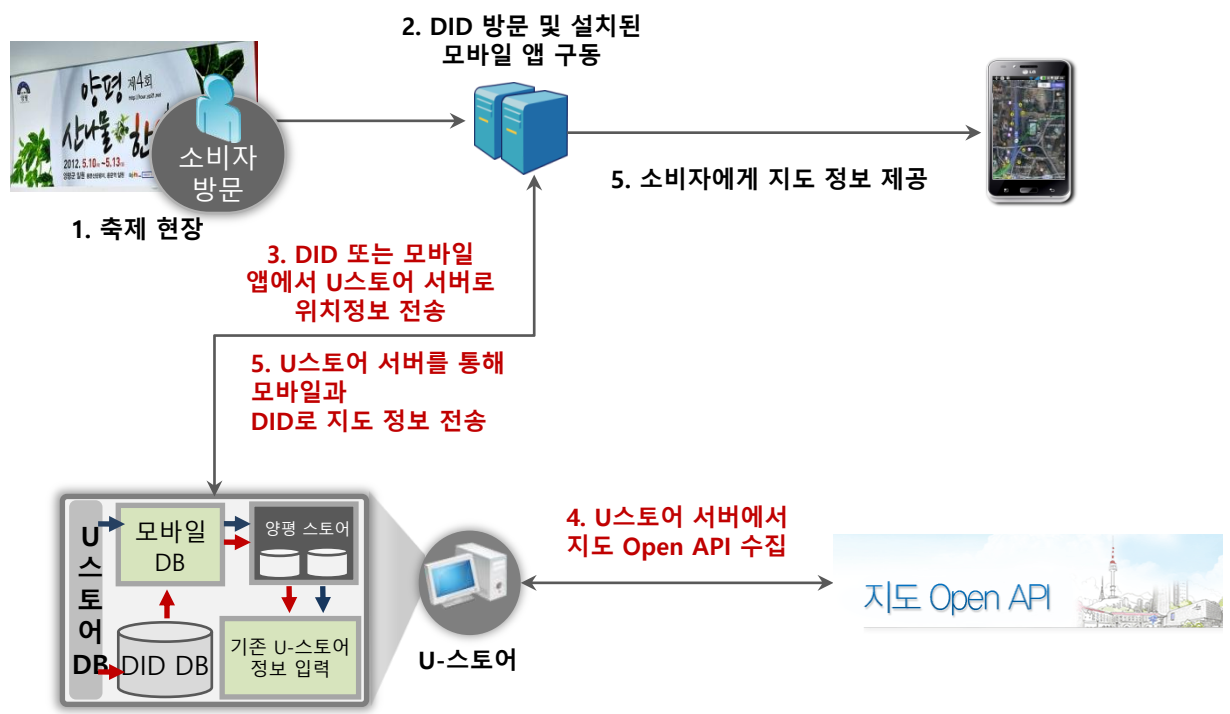 2. DID 방문 및 설치된
모바일 앱 구동
양평 제4회
산나물 한
2012. 5.10 ~5.13
소비자
방문
1. 축제 현장
5. 소비자에게 지도 정보 제공
3. DID 또는 모바일
앱에서 U스토어 서버로
위치정보 전송
5. U스토어 서버를 통해
모바일과
DID로 지도 정보 전송
U
스
토
어
DB
모바일
DB
양평 스토어
DID DB
기존 U-스토어
정보 입력
U-스토어
4. U스토어 서버에서
지도 Open API 수집
지도 Open API